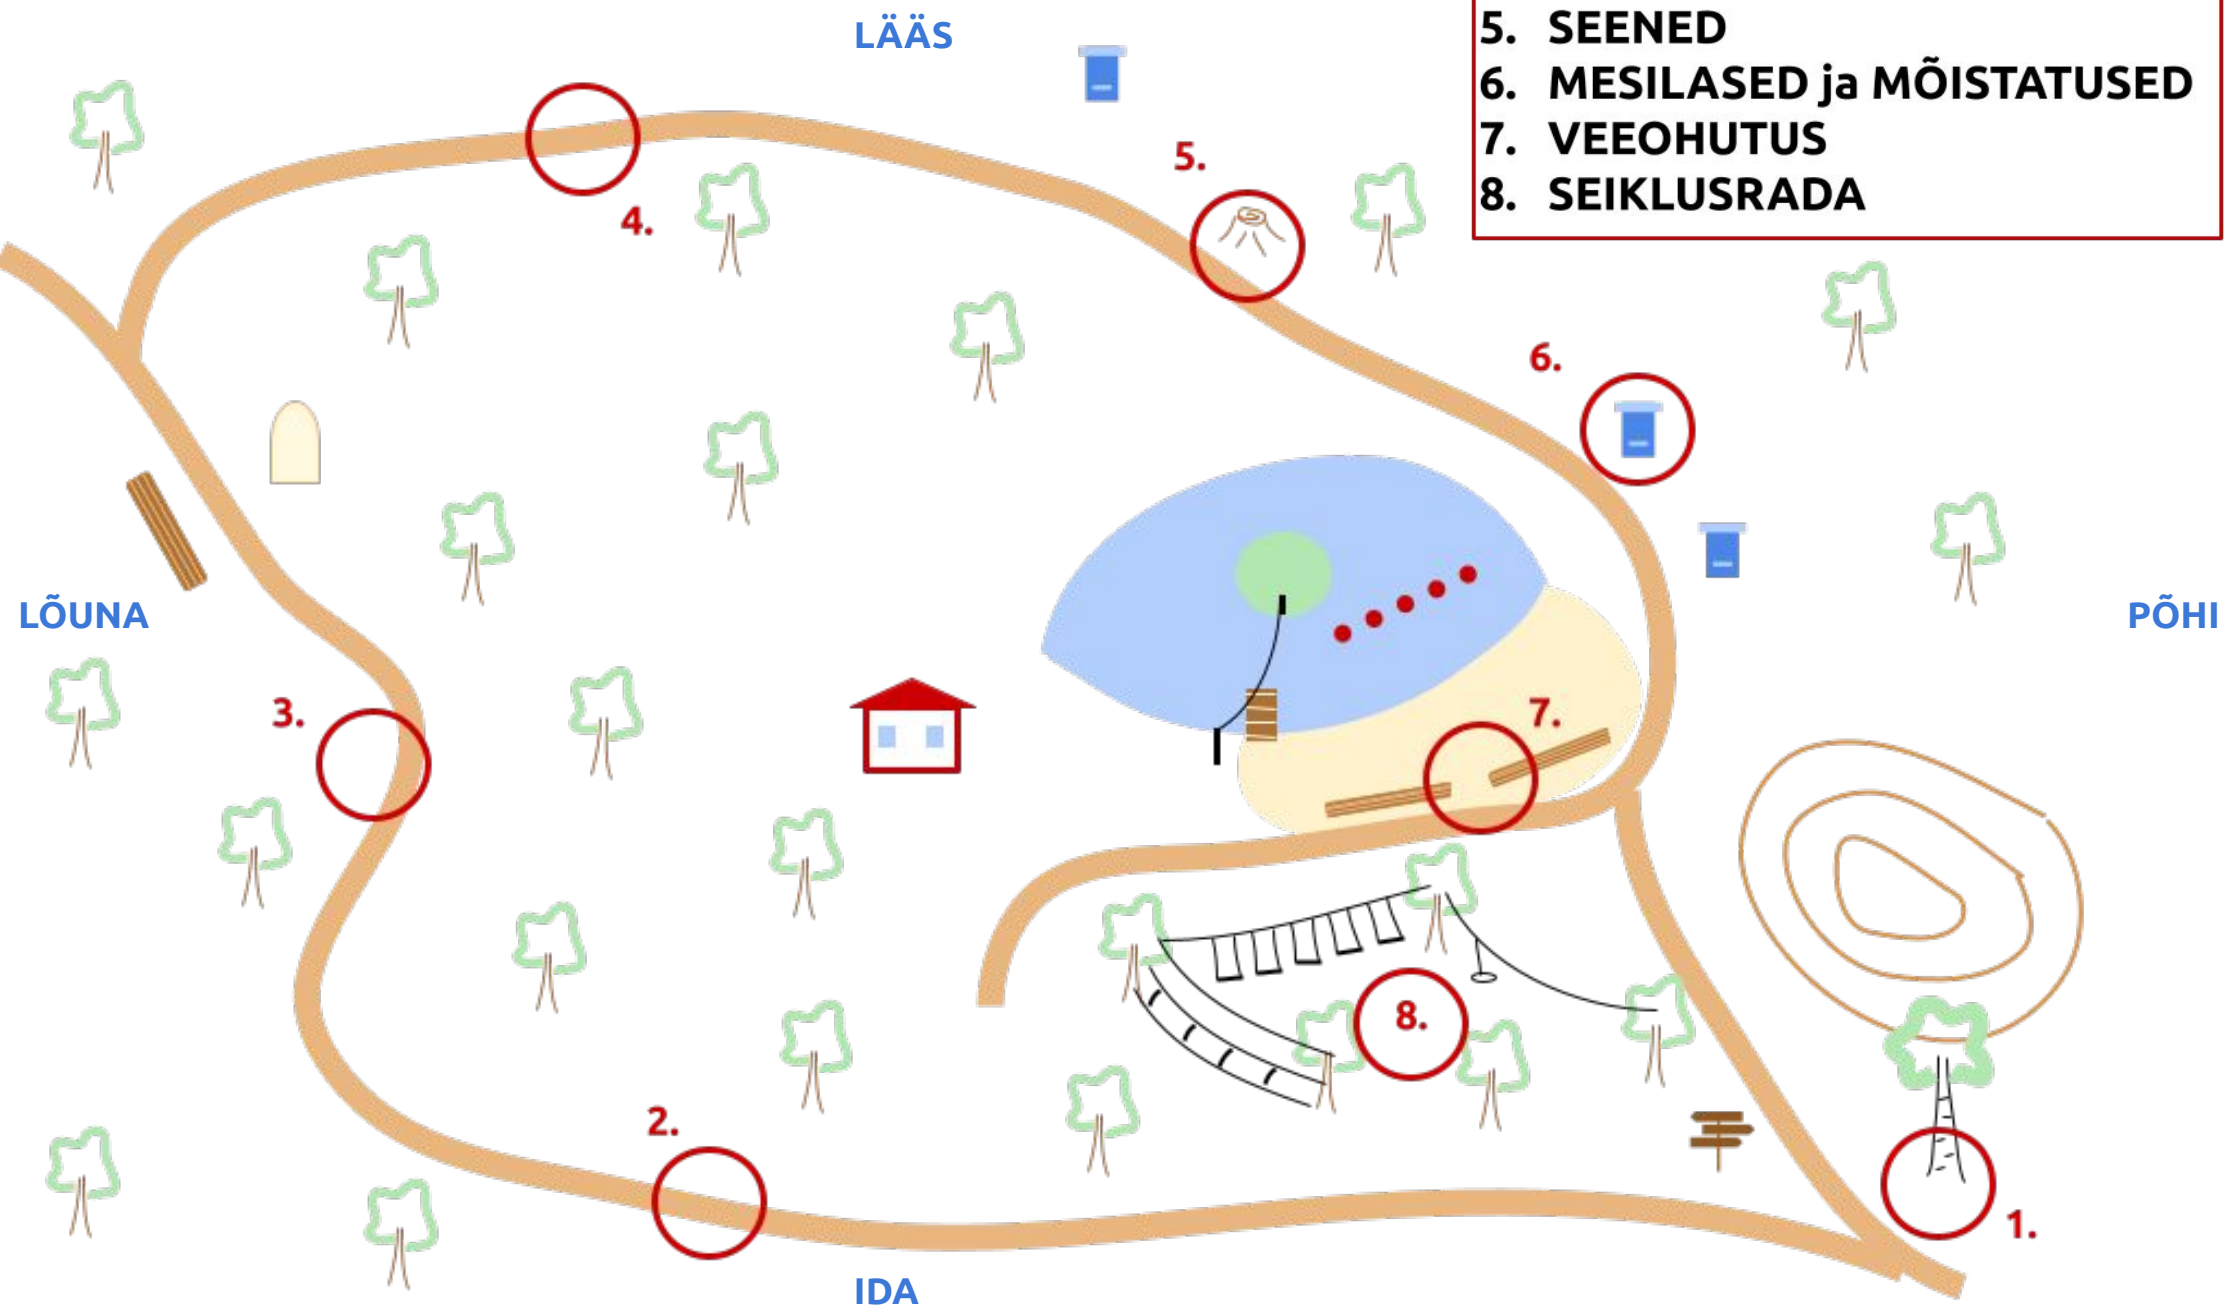 LÄÄS
5. SEENED
6. MESILASED ja MÕISTATUSED
7. VEEOHUTUS
8. SEIKLUSRADA
5.
4.
6.
LÕUNA
PÕHI
3.
7.
8.
2.
1.
IDA